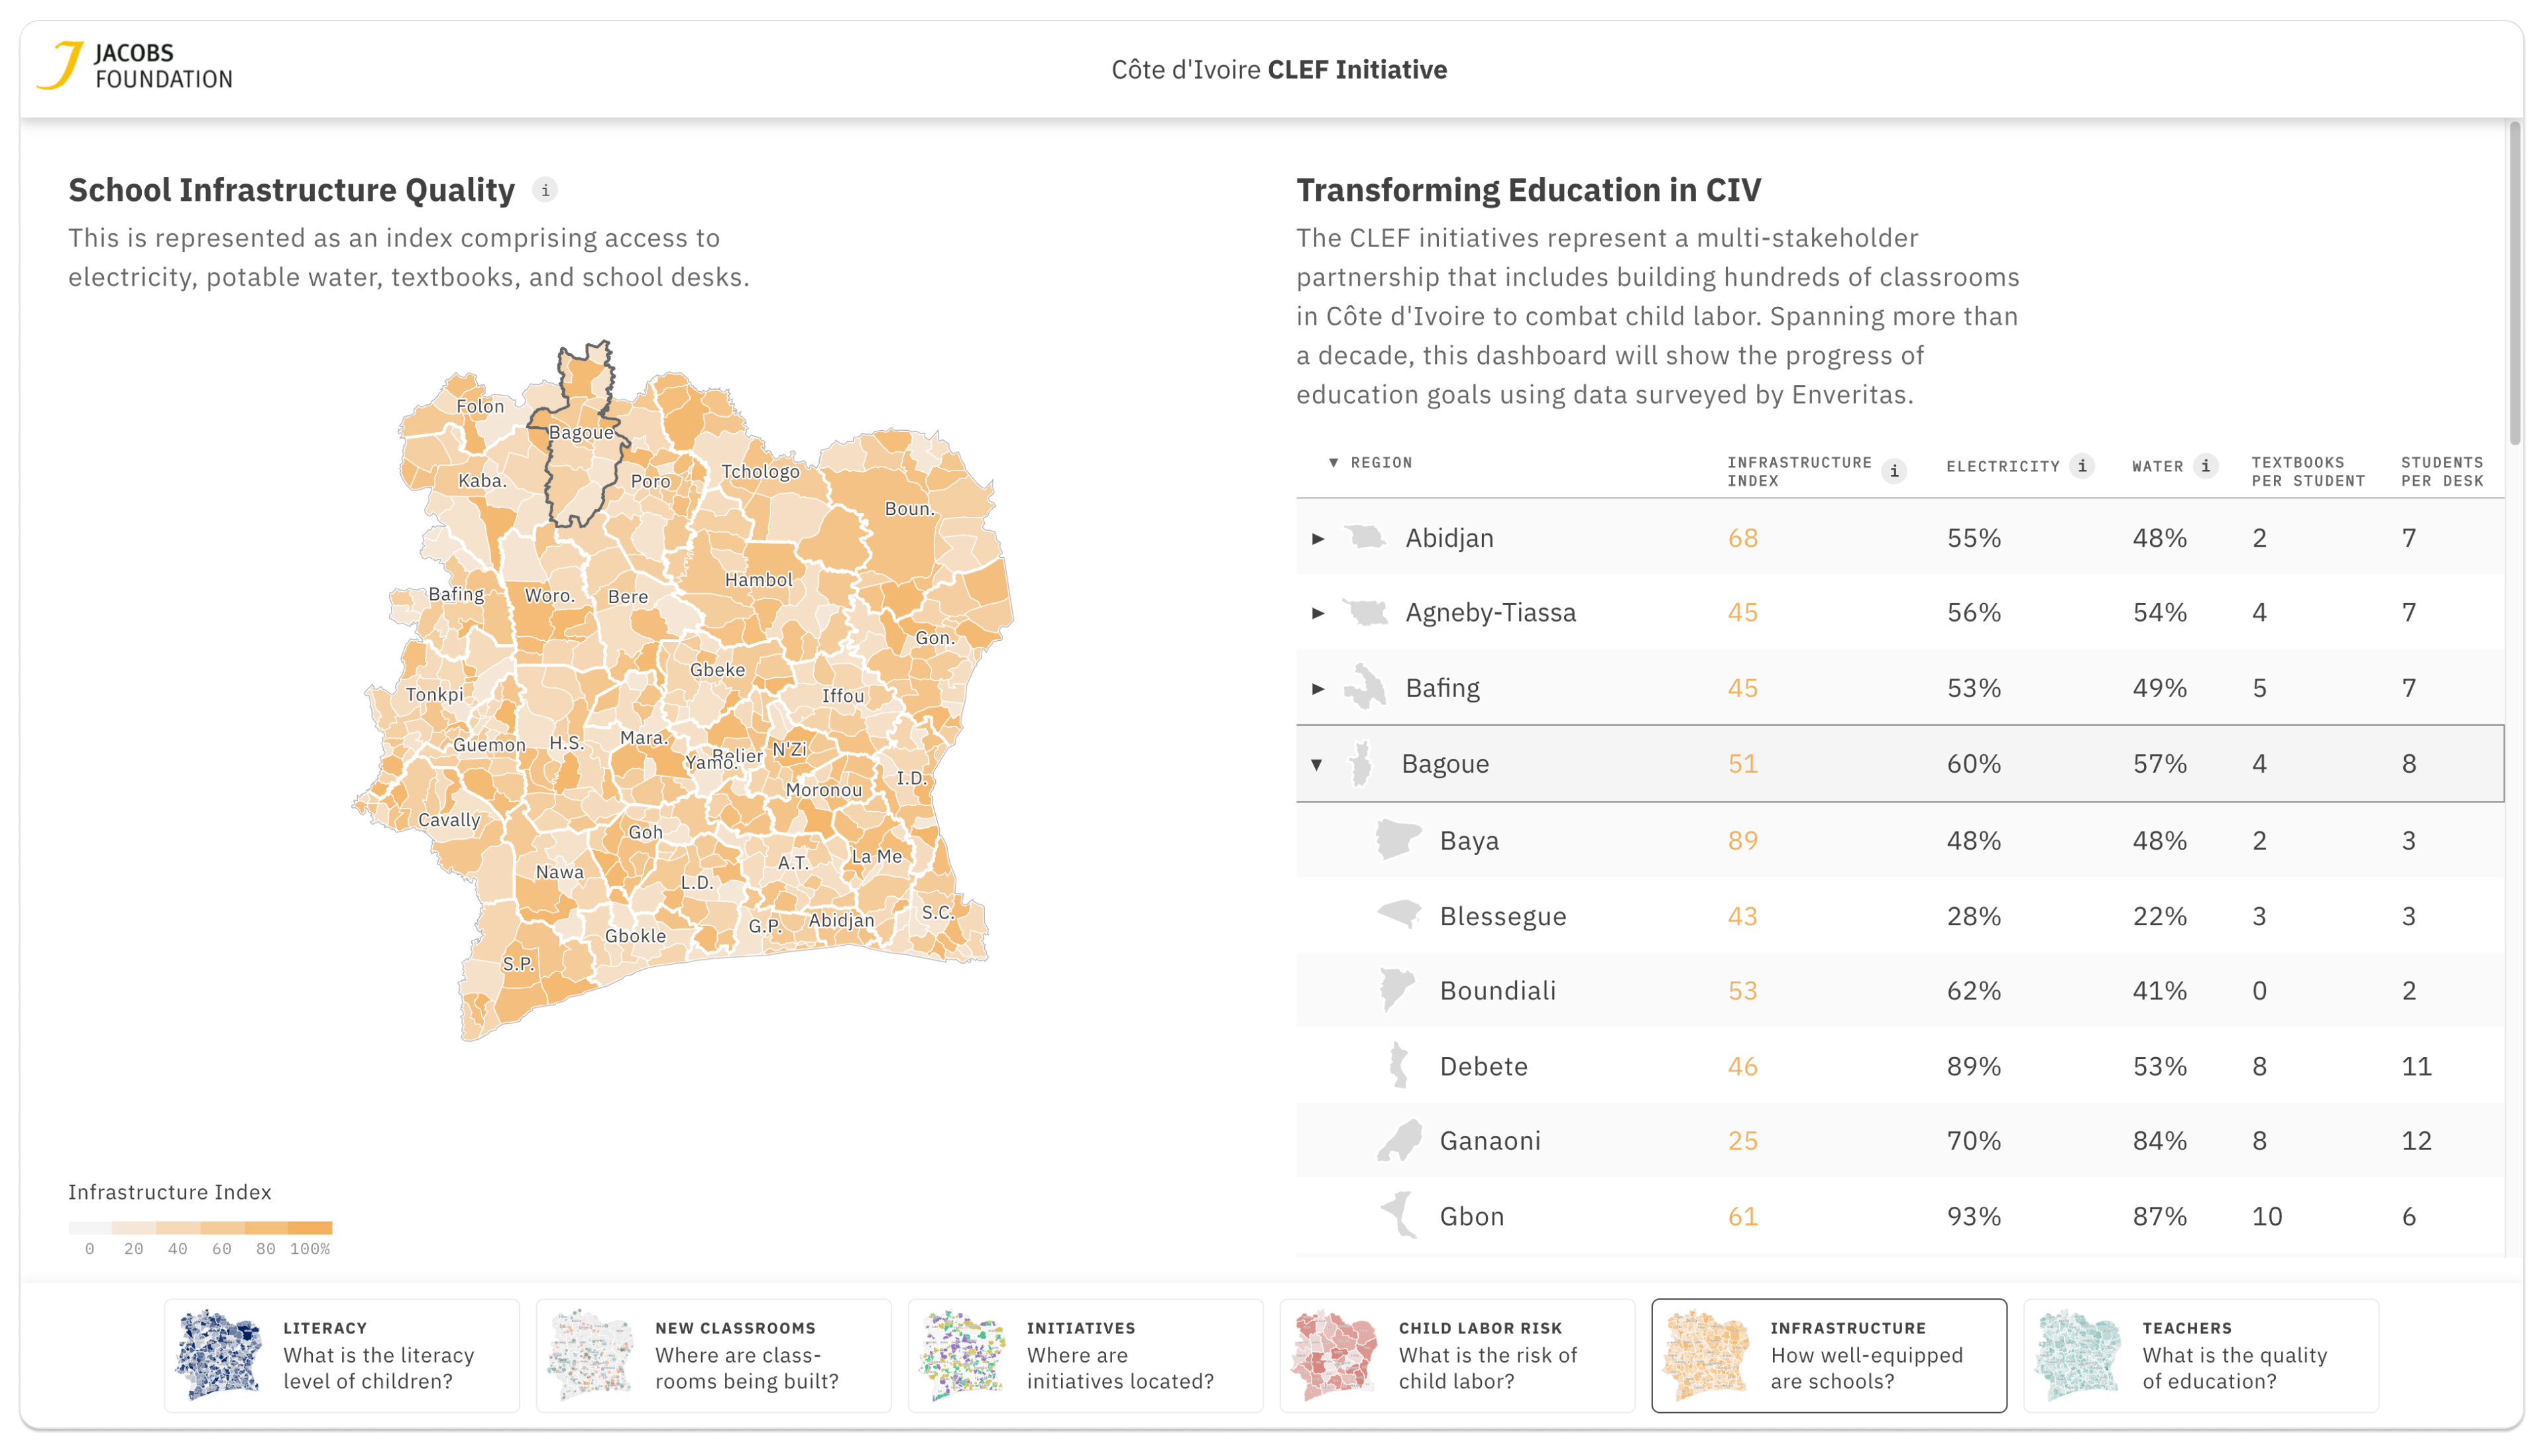 JACOBS
FOUNDATION
Côte d'Ivoire CLEF Initiative
School Infrastructure Quality i
This is represented as an index comprising access to
electricity, potable water, textbooks, and school desks.
Folon
Bagoue
Kaba.
Poro
Tchologo
Boun.
Bafing
Woro.
Bere
Hambol
Gon.
Gbeke
Tonkpi
Iffou
Guemon
H.S.
Mara.
Yamo.
Belier
N'Zi
I.D.
Moronou
Cavally
Goh
Nawa
L.D.
A.T.
La Me
Gbokle
G.P.
Abidjan
S.C.
S.P.
Infrastructure Index
0 20 40 60 80 100%
Transforming Education in CIV
The CLEF initiatives represent a multi-stakeholder
partnership that includes building hundreds of classrooms
in Côte d'Ivoire to combat child labor. Spanning more than
a decade, this dashboard will show the progress of
education goals using data surveyed by Enveritas.
▼ REGION INFRASTRUCTURE INDEX i ELECTRICITY i WATER i TEXTBOOKS PER STUDENT STUDENTS PER DESK
▶ Abidjan 68 55% 48% 2 7
▶ Agneby-Tiassa 45 56% 54% 4 7
▶ Bafing 45 53% 49% 5 7
▼ Bagoue 51 60% 57% 4 8
Baya 89 48% 48% 2 3
Blessegue 43 28% 22% 3 3
Boundiali 53 62% 41% 0 2
Debete 46 89% 53% 8 11
Ganaoni 25 70% 84% 8 12
Gbon 61 93% 87% 10 6
LITERACY
What is the literacy
level of children?
NEW CLASSROOMS
Where are class-
rooms being built?
INITIATIVES
Where are
initiatives located?
CHILD LABOR RISK
What is the risk of
child labor?
INFRASTRUCTURE
How well-equipped
are schools?
TEACHERS
What is the quality
of education?